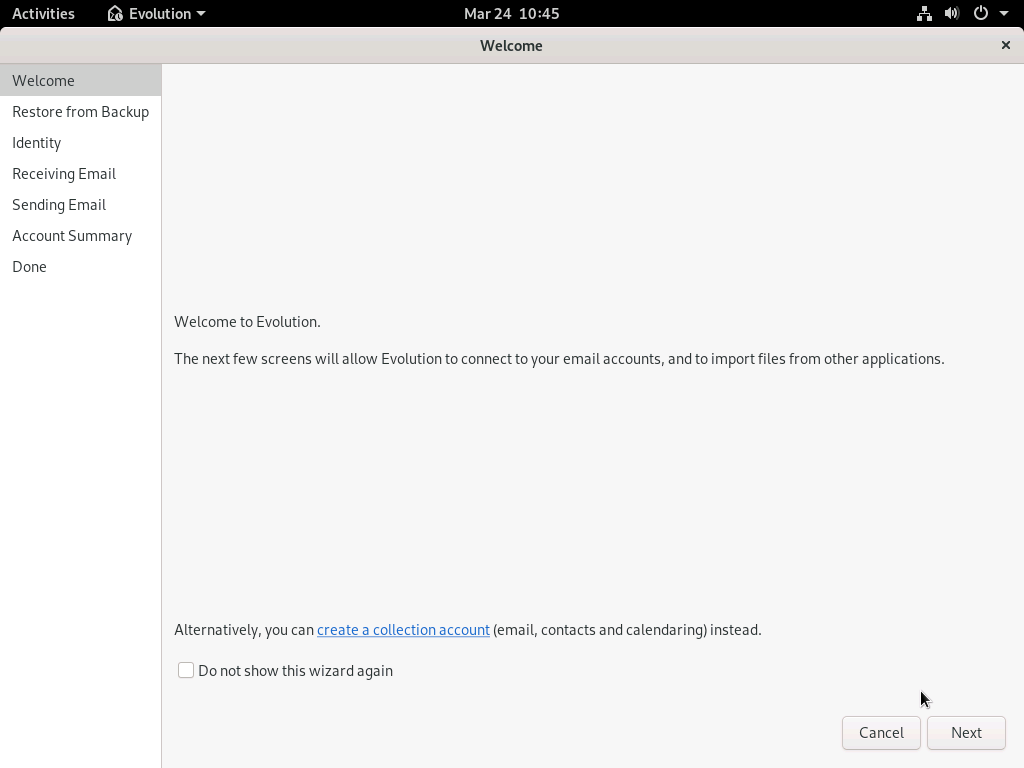 Activities
Evolution
Mar 24 10:45
Welcome
Welcome
Restore from Backup
Identity
Receiving Email
Sending Email
Account Summary
Done
Welcome to Evolution.
The next few screens will allow Evolution to connect to your email accounts, and to import files from other applications.
Alternatively, you can create a collection account (email, contacts and calendaring) instead.
Do not show this wizard again
Cancel
Next